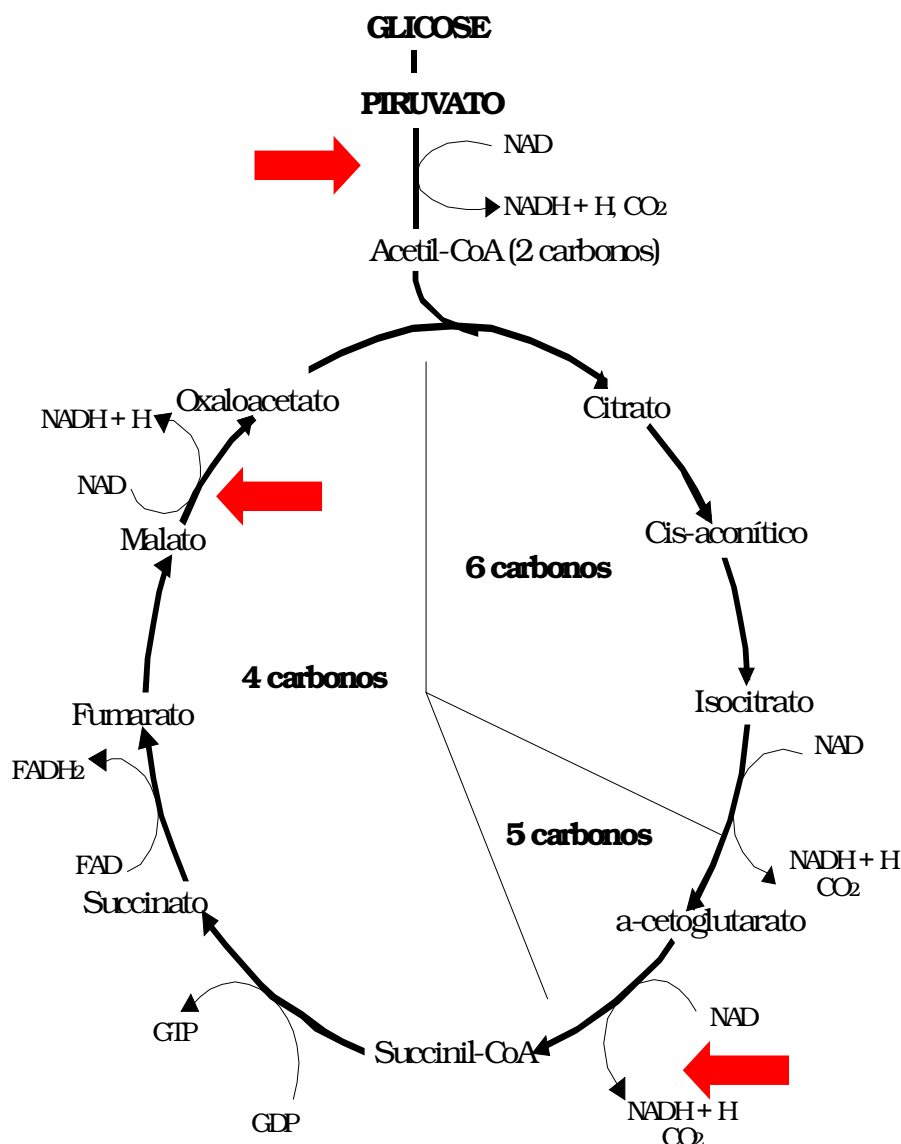 GLICOSE
PIRUVATO
NAD
NADH + H, CO2
Acetil-CoA (2 carbonos)
Oxaloacetato
Citrato
NADH + H
NAD
Malato
Cis-aconítico
6 carbonos
4 carbonos
Isocitrato
Fumarato
NAD
FADH2
5 carbonos
FAD
NADH + H
CO2
Succinato
a-cetoglutarato
NAD
GTP
Succinil-CoA
GDP
NADH + H
CO2